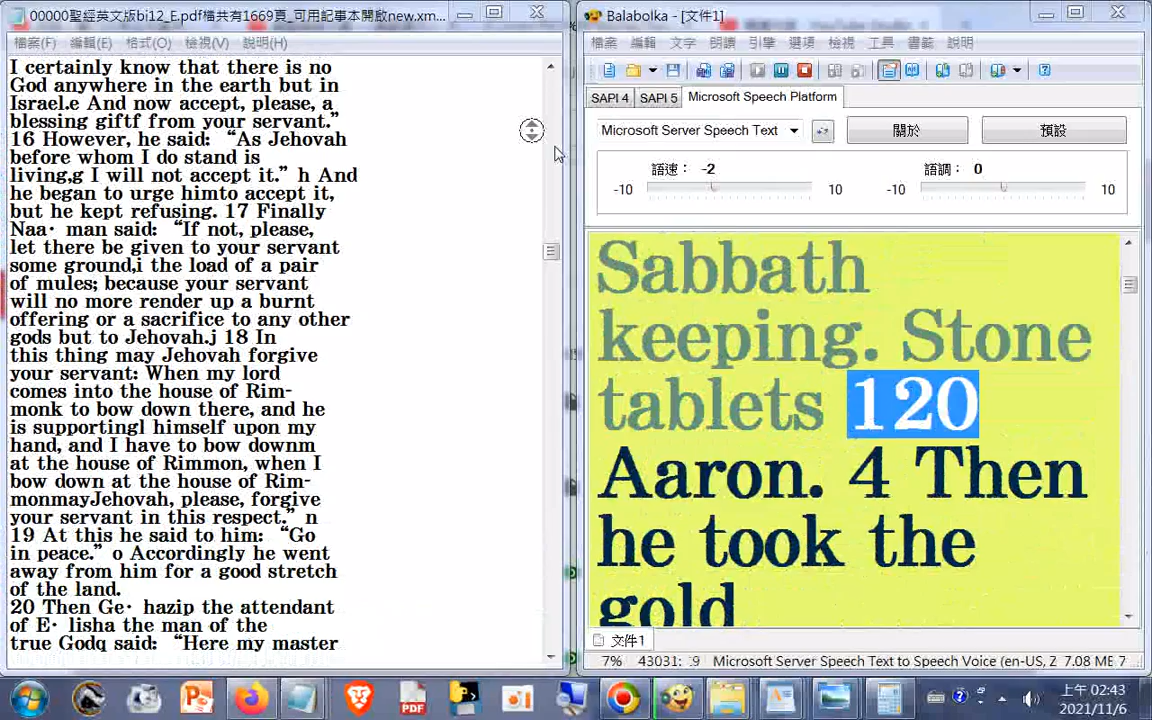 00000聖經英文版bi12_E.pdf檔共有1669頁_可用記事本開啟new.xm...
檔案(F) 編輯(E) 格式(O) 檢視(V) 說明(H)
I certainly know that there is no
God anywhere in the earth but in
Israel.e And now accept, please, a
blessing giftf from your servant.”
16 However, he said: “As Jehovah
before whom I do stand is
living,g I will not accept it.” h And
he began to urge himto accept it,
but he kept refusing. 17 Finally
Naa· man said: “If not, please,
let there be given to your servant
some ground,i the load of a pair
of mules; because your servant
will no more render up a burnt
offering or a sacrifice to any other
gods but to Jehovah.j 18 In
this thing may Jehovah forgive
your servant: When my lord
comes into the house of Rim-
monk to bow down there, and he
is supportingl himself upon my
hand, and I have to bow downm
at the house of Rimmon, when I
bow down at the house of Rim-
monmayJehovah, please, forgive
your servant in this respect.” n
19 At this he said to him: “Go
in peace.” o Accordingly he went
away from him for a good stretch
of the land.
20 Then Ge· hazip the attendant
of E· lisha the man of the
true Godq said: “Here my master
Balabolka - [文件1]
檔案 編輯 文字 朗讀 引擎 選項 檢視 工具 書籤 說明
SAPI 4 SAPI 5 Microsoft Speech Platform
Microsoft Server Speech Text 關於 預設
語速： -2 語調： 0
-10 10 -10 10
Sabbath
keeping. Stone
tablets 120
Aaron. 4 Then
he took the
gold
文件1
7% 43031: Microsoft Server Speech Text to Speech Voice (en-US, Z 7.08 ME 7
PDF
上午 02:43
2021/11/6